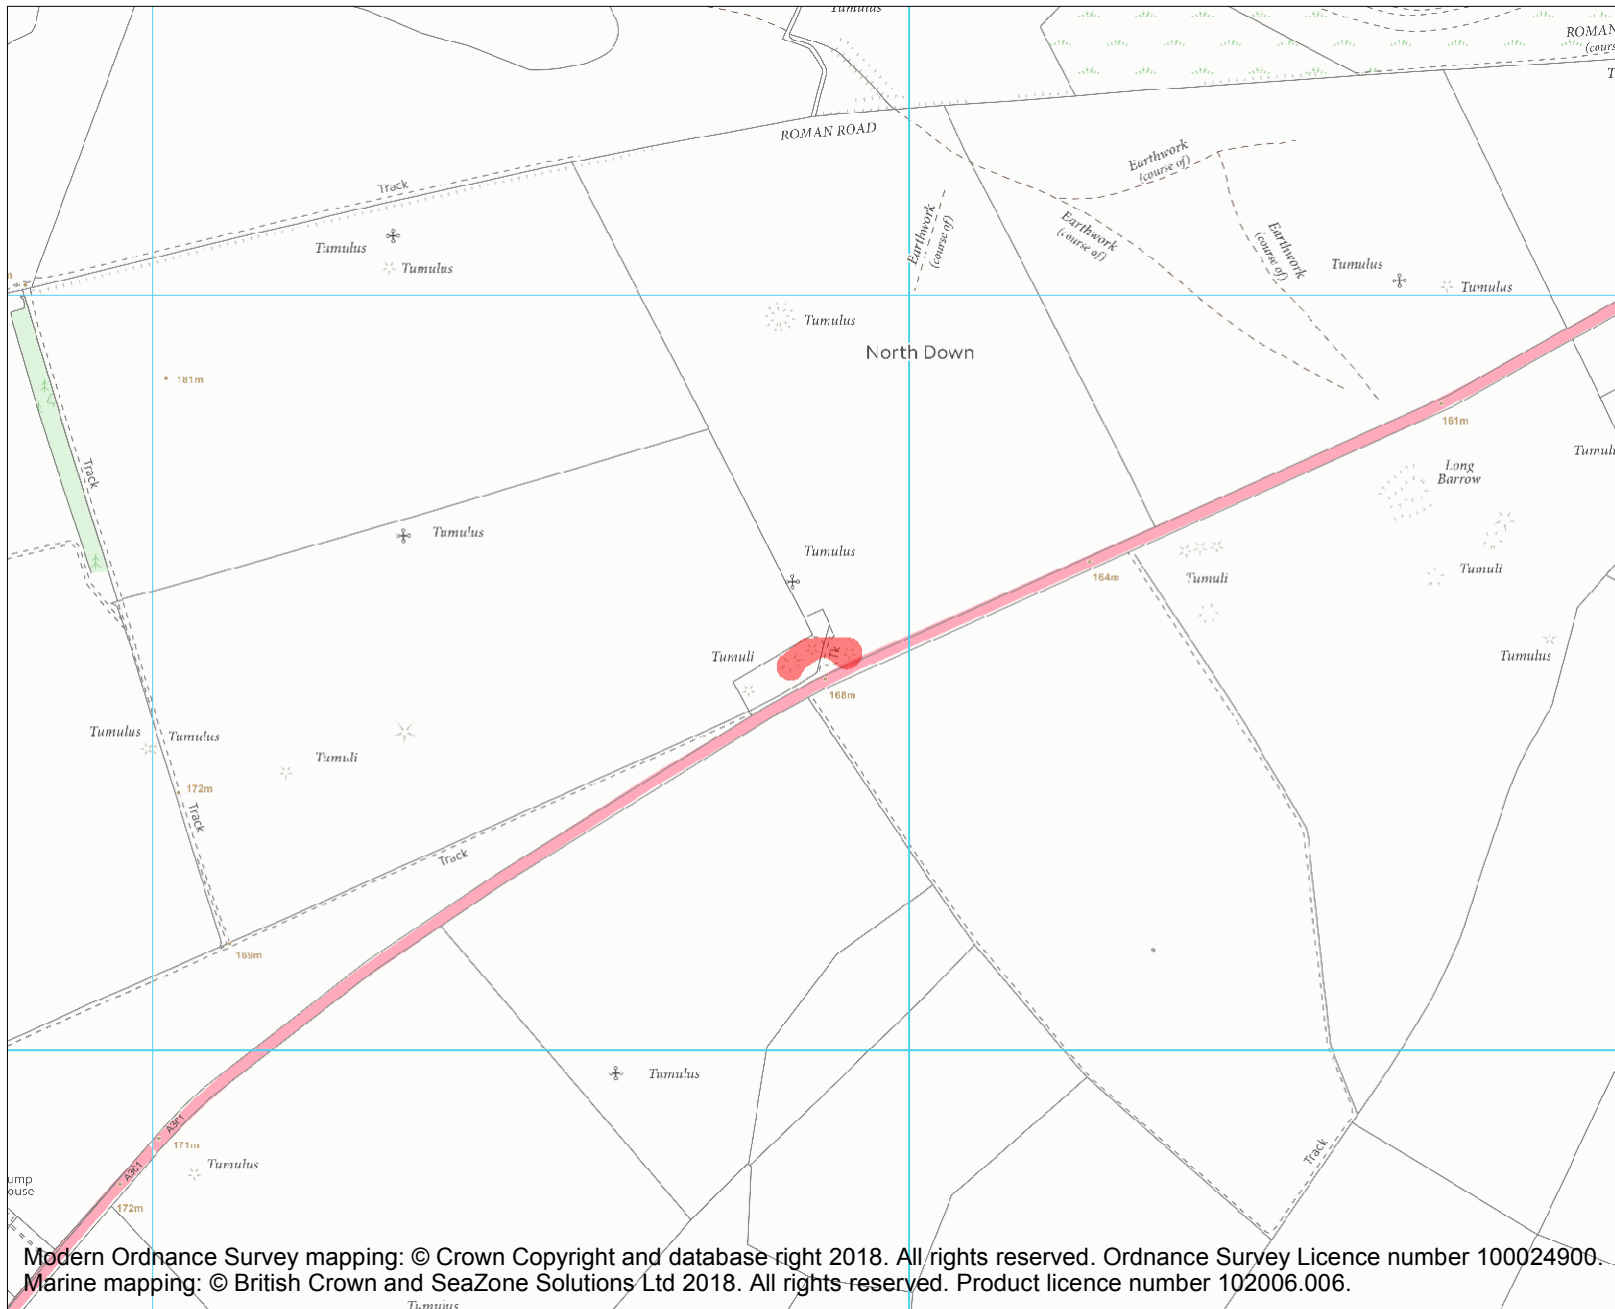 Tumulus
ROMAN
ROMAN ROAD
Track
Earthwork
(course of)
Tumulus
Tumulus
Earthwork
(course of)
Earthwork
(course of)
Earthwork
(course of)
Tumulus
Tumulus
Tumulus
North Down
181m
161m
Track
Long
Barrow
Tumulus
Tumulus
Tumuli
164m
Tumuli
Tumuli
Tk
Tumulus
168m
Tumulus
Tumulus
Tumuli
172m
Track
Track
169m
Tumulus
A361
171m
Tumulus
A361
172m
Track
Modern Ordnance Survey mapping: © Crown Copyright and database right 2018. All rights reserved. Ordnance Survey Licence number 100024900.
Marine mapping: © British Crown and SeaZone Solutions Ltd 2018. All rights reserved. Product licence number 102006.006.
Tumulus